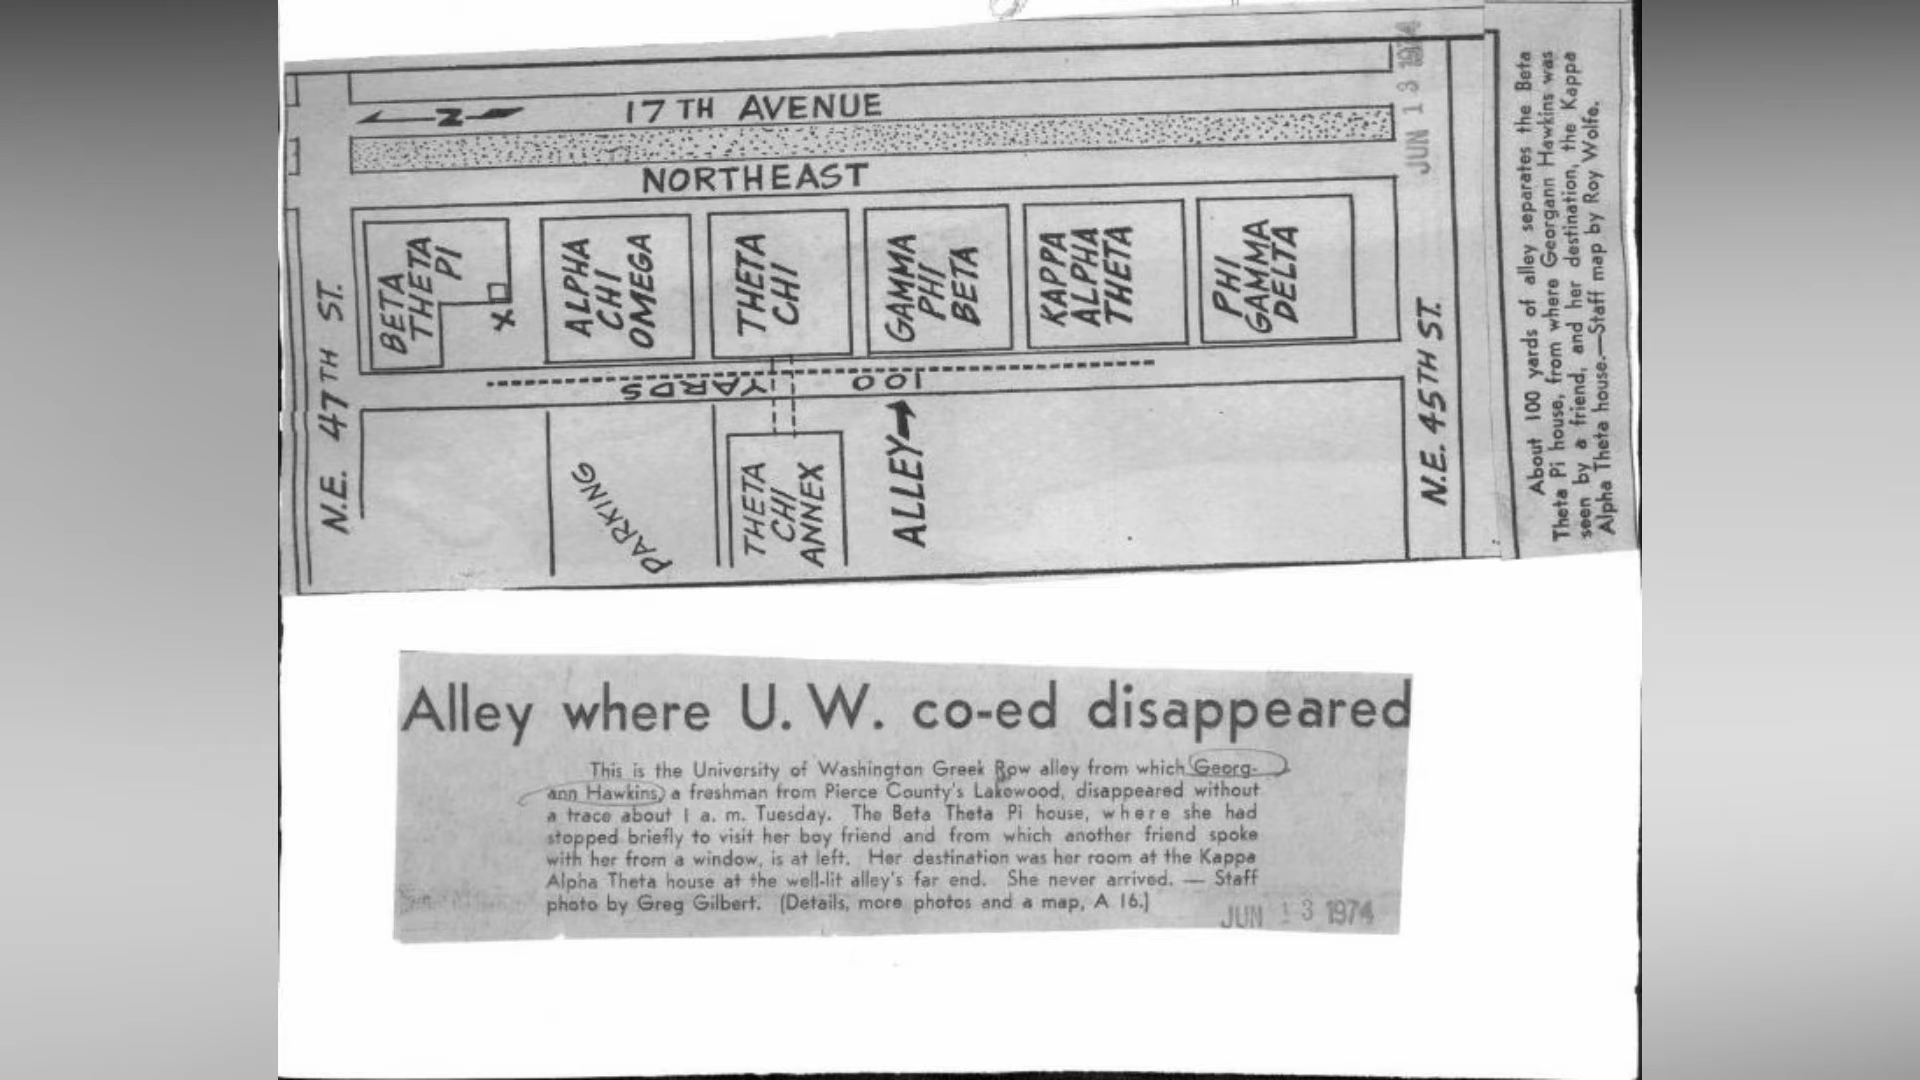 17TH AVENUE
N
NORTHEAST
JUN 13 1974
N.E. 47TH ST.
BETA
THETA
PI
X
ALPHA
CHI
OMEGA
THETA
CHI
GAMMA
PHI
BETA
KAPPA
ALPHA
THETA
PHI
GAMMA
DELTA
100 YARDS
PARKING
THETA
CHI
ANNEX
ALLEY
N.E. 45TH ST.
About 100 yards of alley separates the Beta
Theta Pi house, from where Georgann Hawkins was
seen by a friend, and her destination, the Kappa
Alpha Theta house.—Staff map by Roy Wolfe.
Alley where U. W. co-ed disappeared
This is the University of Washington Greek Row alley from which Georg-
ann Hawkins, a freshman from Pierce County's Lakewood, disappeared without
a trace about 1 a. m. Tuesday. The Beta Theta Pi house, where she had
stopped briefly to visit her boy friend and from which another friend spoke
with her from a window, is at left. Her destination was her room at the Kappa
Alpha Theta house at the well-lit alley's far end. She never arrived. — Staff
photo by Greg Gilbert. (Details, more photos and a map, A 16.)
JUN 13 1974